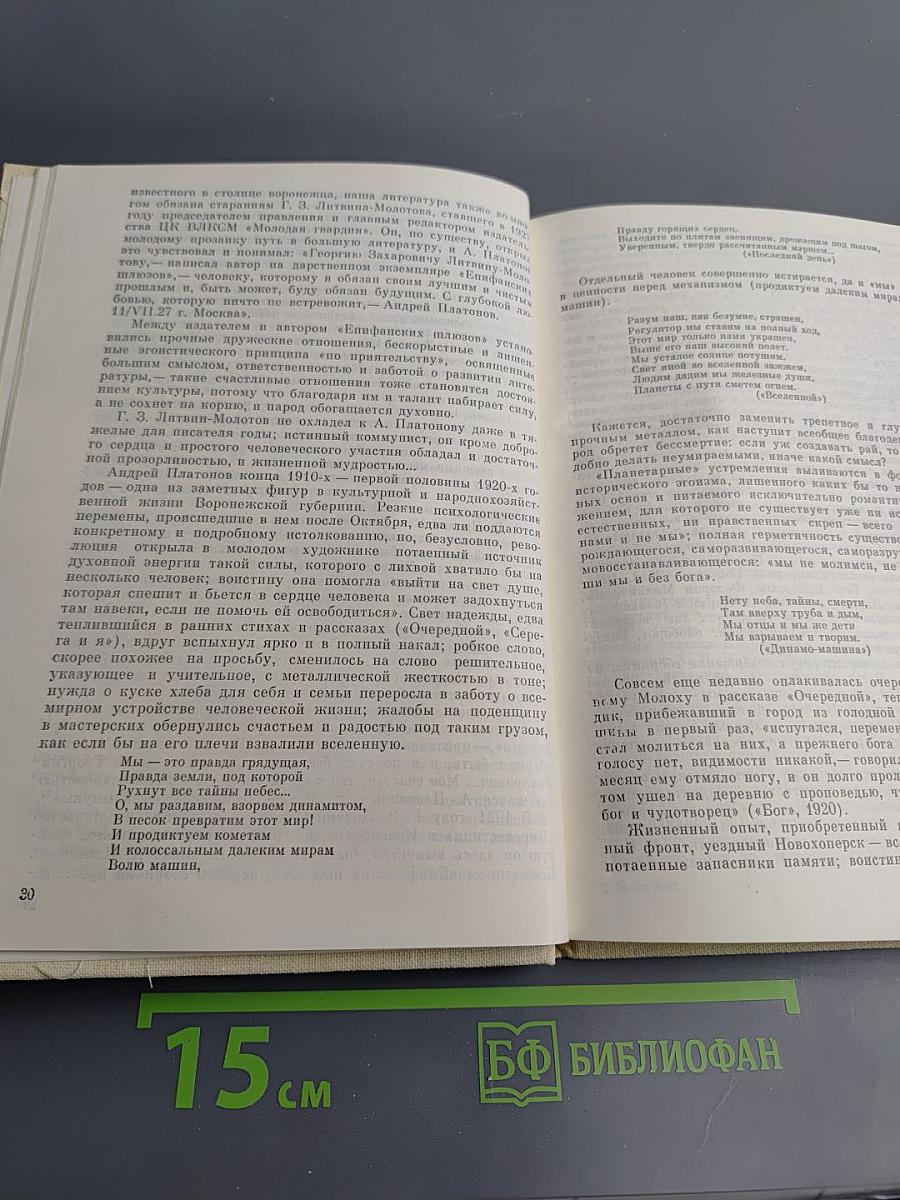 известного в столице воронежца, наша литература также во мно-
гом обязана стараниям Г. З. Литвина-Молотова, ставшего в 1921
году председателем правления и главным редактором издатель-
ства ЦК ВЛКСМ «Молодая гвардия». Он, по существу, открыл
молодому прозаику путь в большую литературу, и А. Платонов
это чувствовал и понимал: «Георгию Захаровичу Литвину-Моло-
тову,— написал автор на дарственном экземпляре «Епифанских
шлюзов»,— человеку, которому я обязан своим лучшим и чистым
прошлым и, быть может, буду обязан будущим. С глубокой лю-
бовью, которую ничто не встревожит,— Андрей Платонов.
11/VII.27 г. Москва».
Между издателем и автором «Епифанских шлюзов» устано-
вились прочные дружеские отношения, бескорыстные и лишен-
ные эгоистического принципа «по приятельству», освященные
большим смыслом, ответственностью и заботой о развитии лите-
ратуры,— такие счастливые отношения тоже становятся достоя-
нием культуры, потому что благодаря им и талант набирает силу,
а не сохнет на корню, и народ обогащается духовно.
Г. З. Литвин-Молотов не охладел к А. Платонову даже в тя-
желые для писателя годы; истинный коммунист, он кроме добро-
го сердца и простого человеческого участия обладал и достаточ-
ной прозорливостью, и жизненной мудростью...
Андрей Платонов конца 1910-х — первой половины 1920-х го-
дов — одна из заметных фигур в культурной и народнохозяйст-
венной жизни Воронежской губернии. Резкие психологические
перемены, происшедшие в нем после Октября, едва ли поддаются
конкретному и подробному истолкованию, но, безусловно, рево-
люция открыла в молодом художнике потаенный источник
духовной энергии такой силы, которого с лихвой хватило бы на
несколько человек; воистину она помогла «выйти на свет душе,
которая спешит и бьется в сердце человека и может задохнуться
там навеки, если не помочь ей освободиться». Свет надежды, едва
теплившийся в ранних стихах и рассказах («Очередной», «Сере-
га и я»), вдруг вспыхнул ярко и в полный накал; робкое слово,
скорее похожее на просьбу, сменилось на слово решительное,
указующее и учительное, с металлической жесткостью в тоне;
нужда о куске хлеба для себя и семьи переросла в заботу о все-
мирном устройстве человеческой жизни; жалобы на поденщину
в мастерских обернулись счастьем и радостью под таким грузом,
как если бы на его плечи взвалили вселенную.
Мы — это правда грядущая,
Правда земли, под которой
Рухнут все тайны небес...
О, мы раздавим, взорвем динамитом,
В песок превратим этот мир!
И продиктуем кометам
И колоссальным далеким мирам
Волю машин,
30
Правду горящих сердец.
Выходите по плитам звенящим, дрожащим под шагом,
Уверенным, твердо рассчитанным маршем...
(«Последний день»)
Отдельный человек совершенно истирается, да и «мы»
в ценности перед механизмом (продиктуем далеким мирам
машин).
Разум наш, как безумие, страшен,
Регулятор мы ставим на полный ход,
Этот мир только нами украшен,
Выше его наш высокий полет.
Мы усталое солнце потушим,
Свет иной во вселенной зажжем,
Людям дадим мы железные души,
Планеты с пути сметем огнем.
(«Вселенной»)
Кажется, достаточно заменить трепетное и
прочным металлом, как наступит всеобщее
род обретет бессмертие: если уж создавать рай, то
добно делать неумираемыми, иначе какой смысл?
«Планетарные» устремления выливаются в
исторического эгоизма, лишенного каких бы то
ных основ и питаемого исключительно
жением, для которого не существует уже ни
естественных, ни нравственных скреп — всего
нами и не мы»; полная герметичность
рождающегося, саморазвивающегося,
мовосстанавливающегося: «мы не молимся, не
ши мы и без бога».
Нету неба, тайны, смерти,
Там вверху труба и дым,
Мы отцы и мы же дети
Мы взрываем и творим.
(«Динамо-машина»)
Совсем еще недавно оплакивалась
Молоху в рассказе «Очередной»,
дик, прибежавший в город из голодной
шины в первый раз, «испугался,
стал молиться на них, а прежнего бога
голосу нет, видимости никакой,—
месяц ему отмяло ногу, и он долго
том ушел на деревню с проповедью,
бог и чудотворец» («Бог», 1920).
Жизненный опыт, приобретенный
ный фронт, уездный Новохоперск —
потаенные запасники памяти;
15 см
БФ БИБЛИОФАН